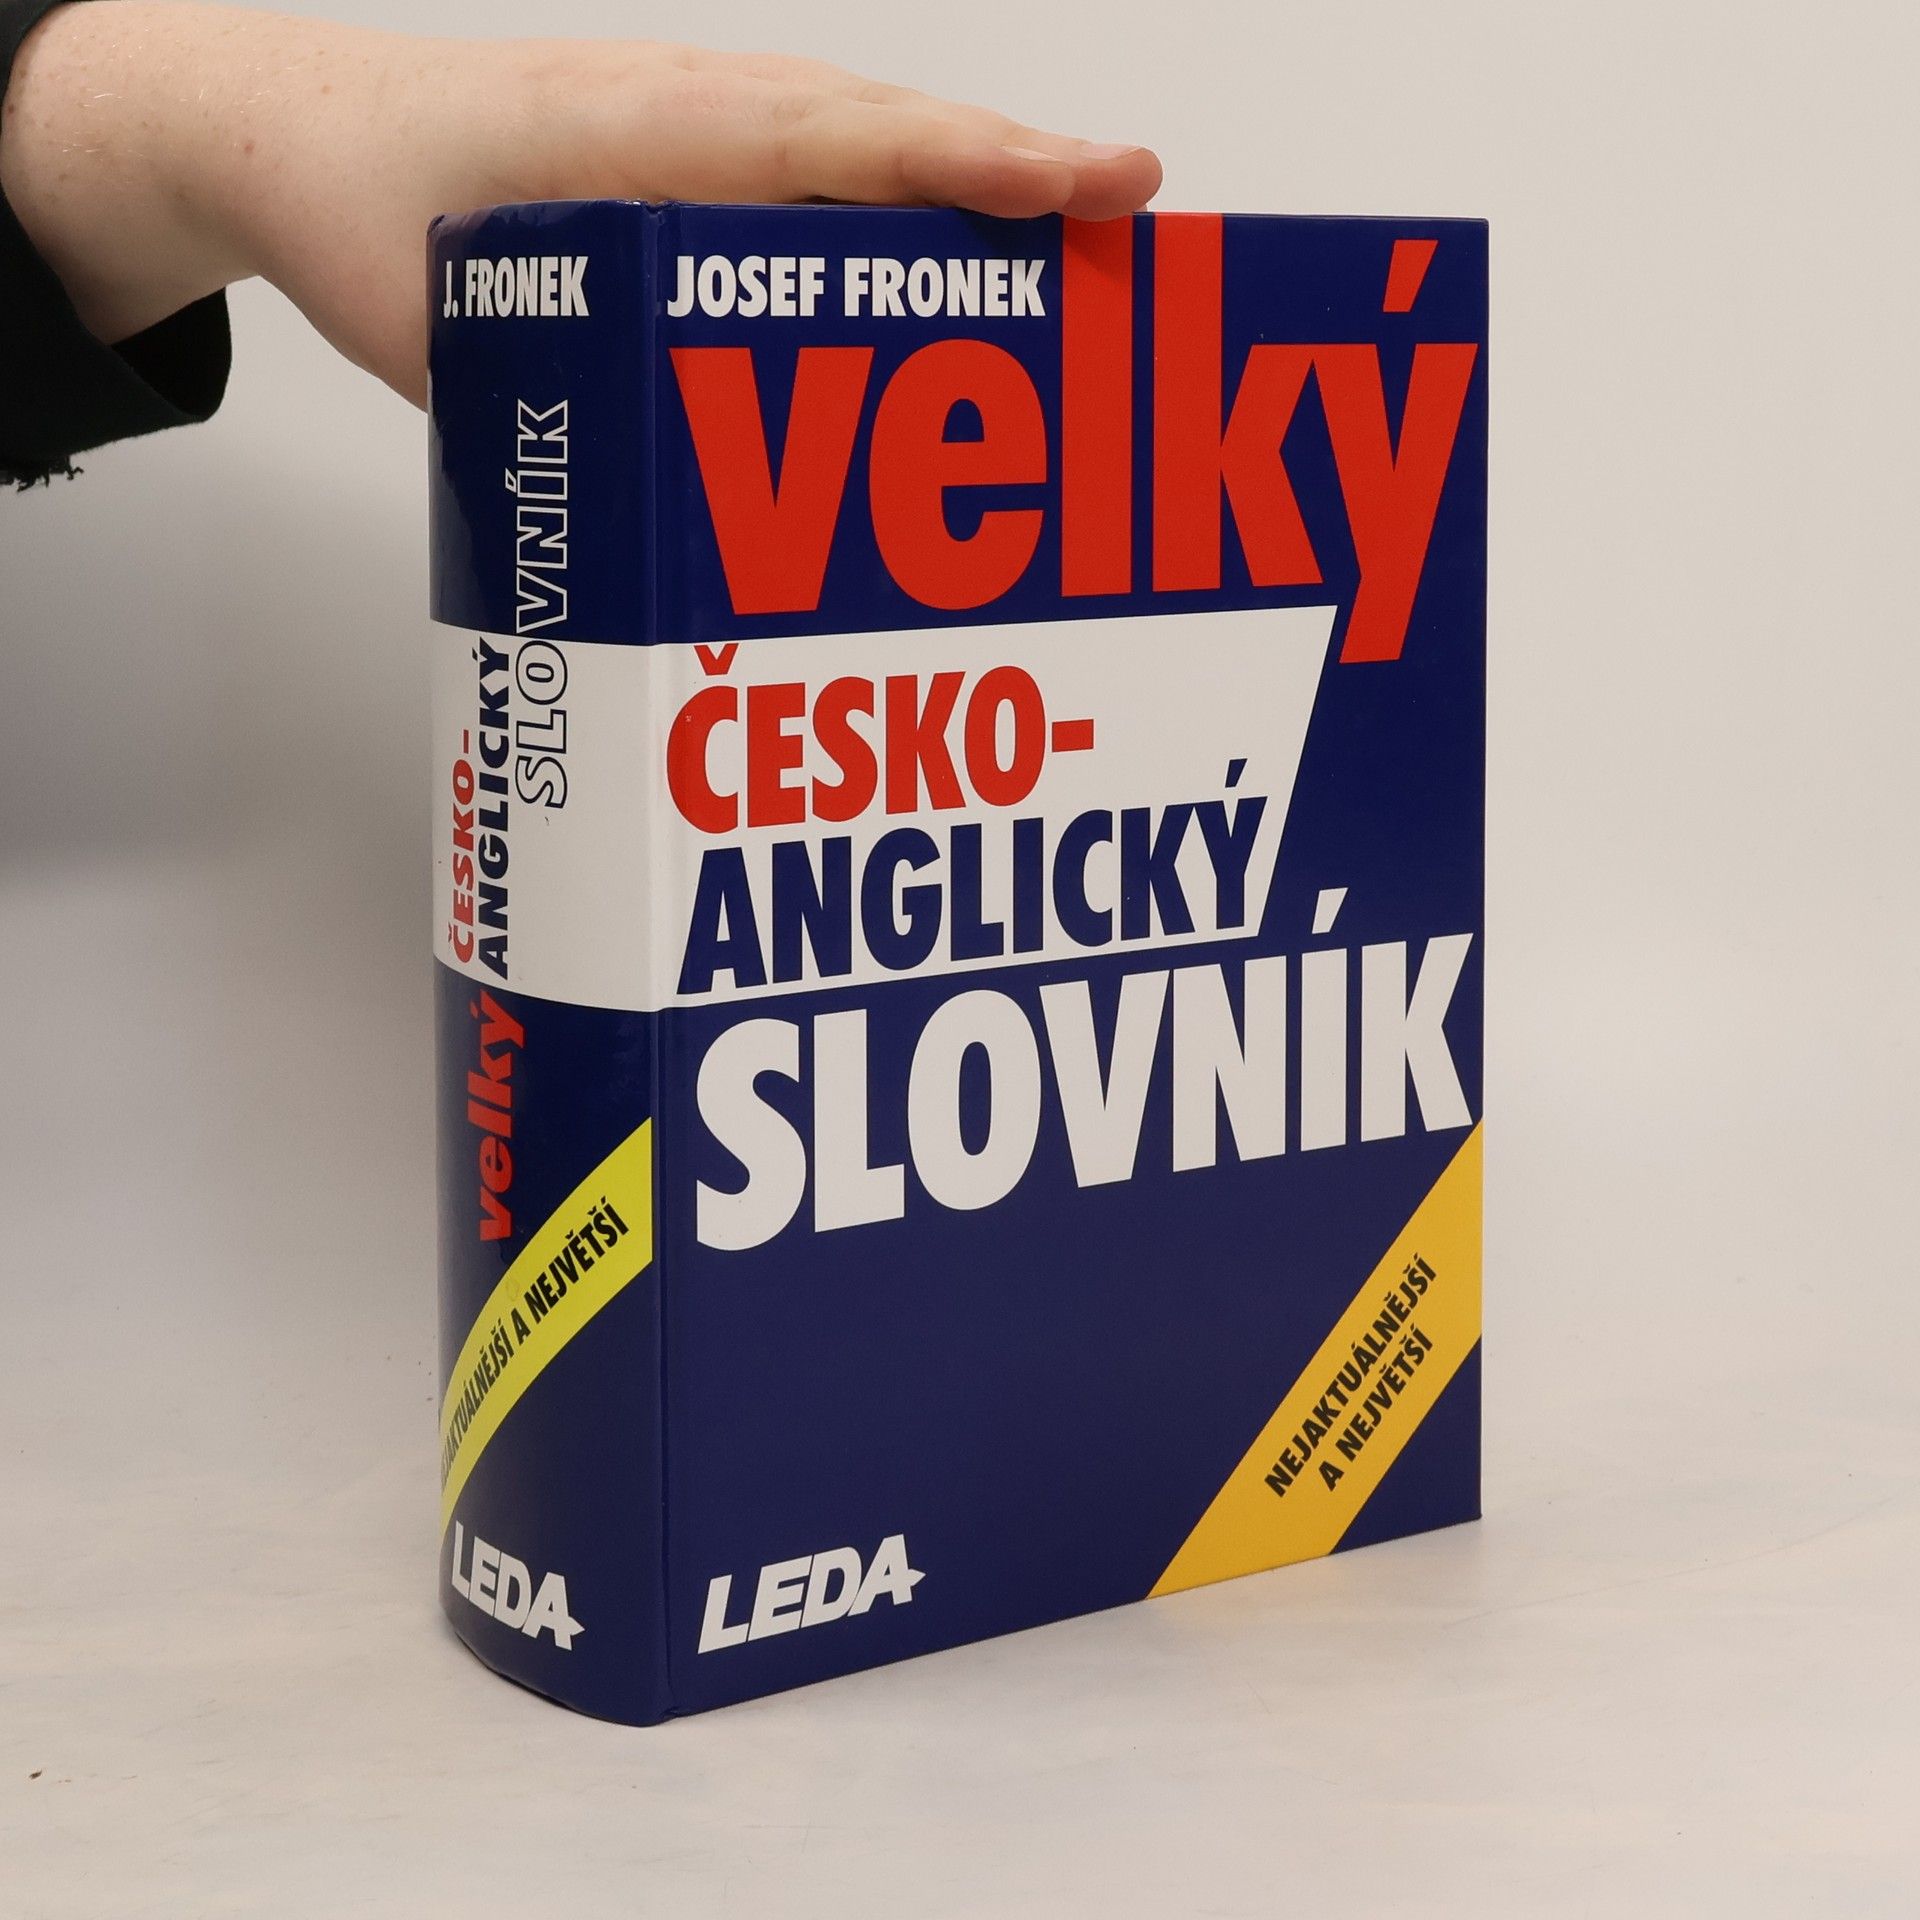 J. FRONEK
velký
ČESKO-
ANGLICKÝ
SLOVNÍK
NEJAKTUÁLNĚJŠÍ A NEJVĚTŠÍ
LEDA
JOSEF FRONEK
velký
ČESKO-
ANGLICKÝ
SLOVNÍK
NEJAKTUÁLNĚJŠÍ
A NEJVĚTŠÍ
LEDA